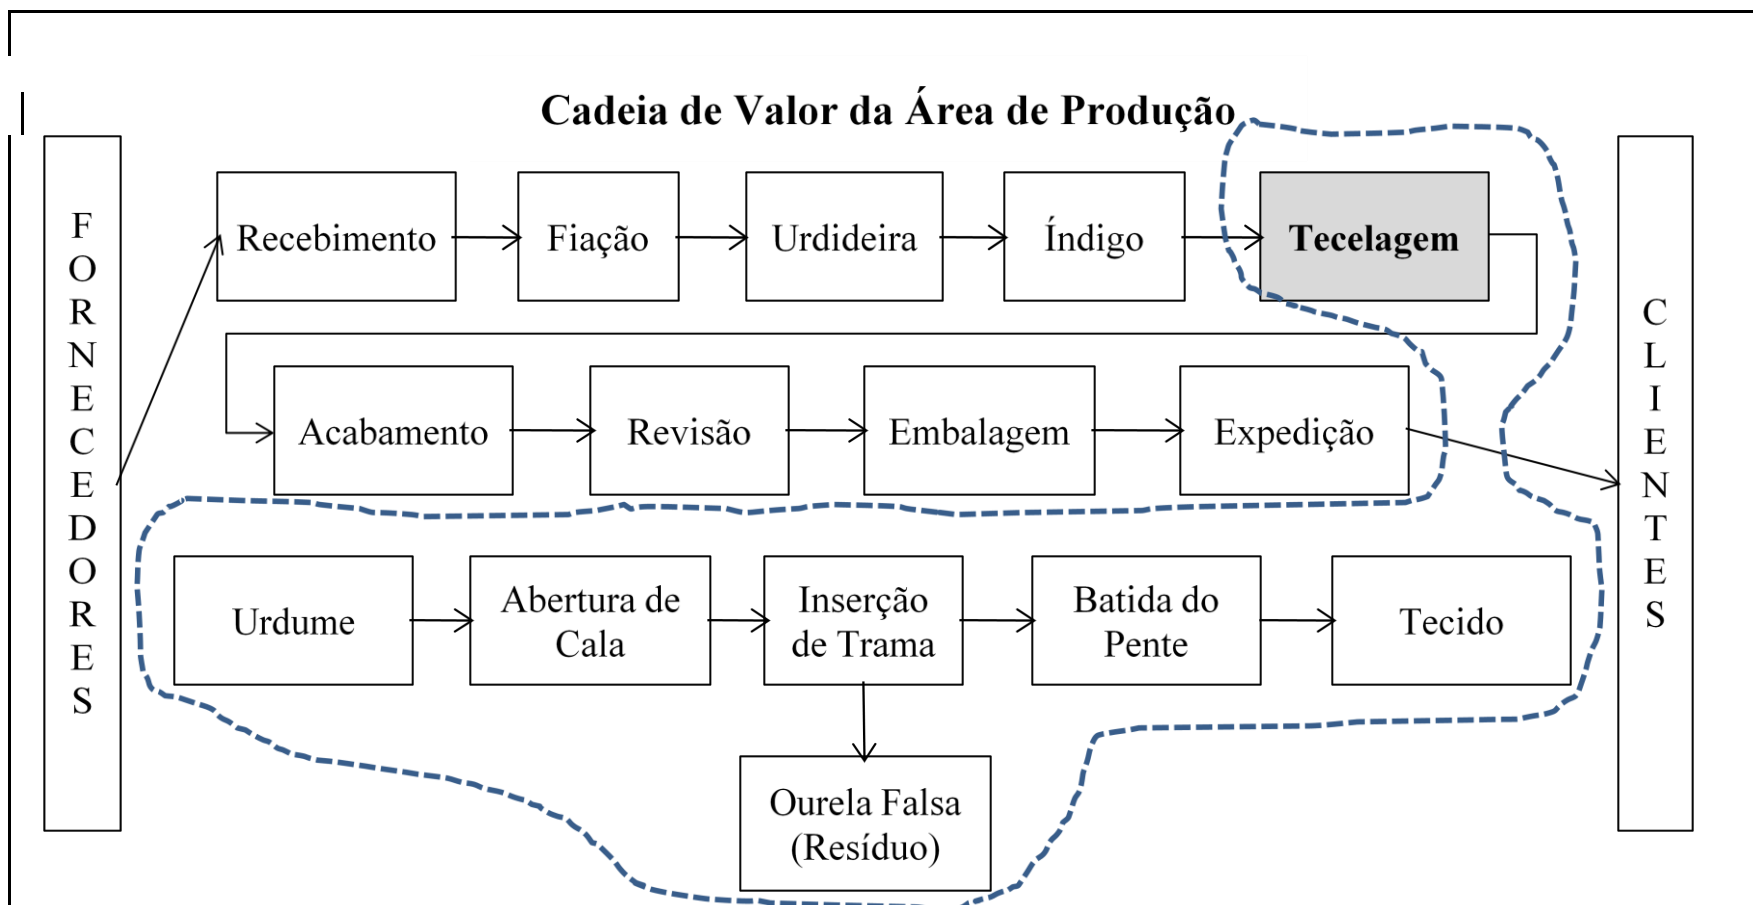 Cadeia de Valor da Área de Produção
FORNECEDORES
Recebimento
Fiação
Urdideira
Índigo
Tecelagem
Acabamento
Revisão
Embalagem
Expedição
CLIENTES
Urdume
Abertura de
Cala
Inserção
de Trama
Batida do
Pente
Tecido
Ourela Falsa
(Resíduo)